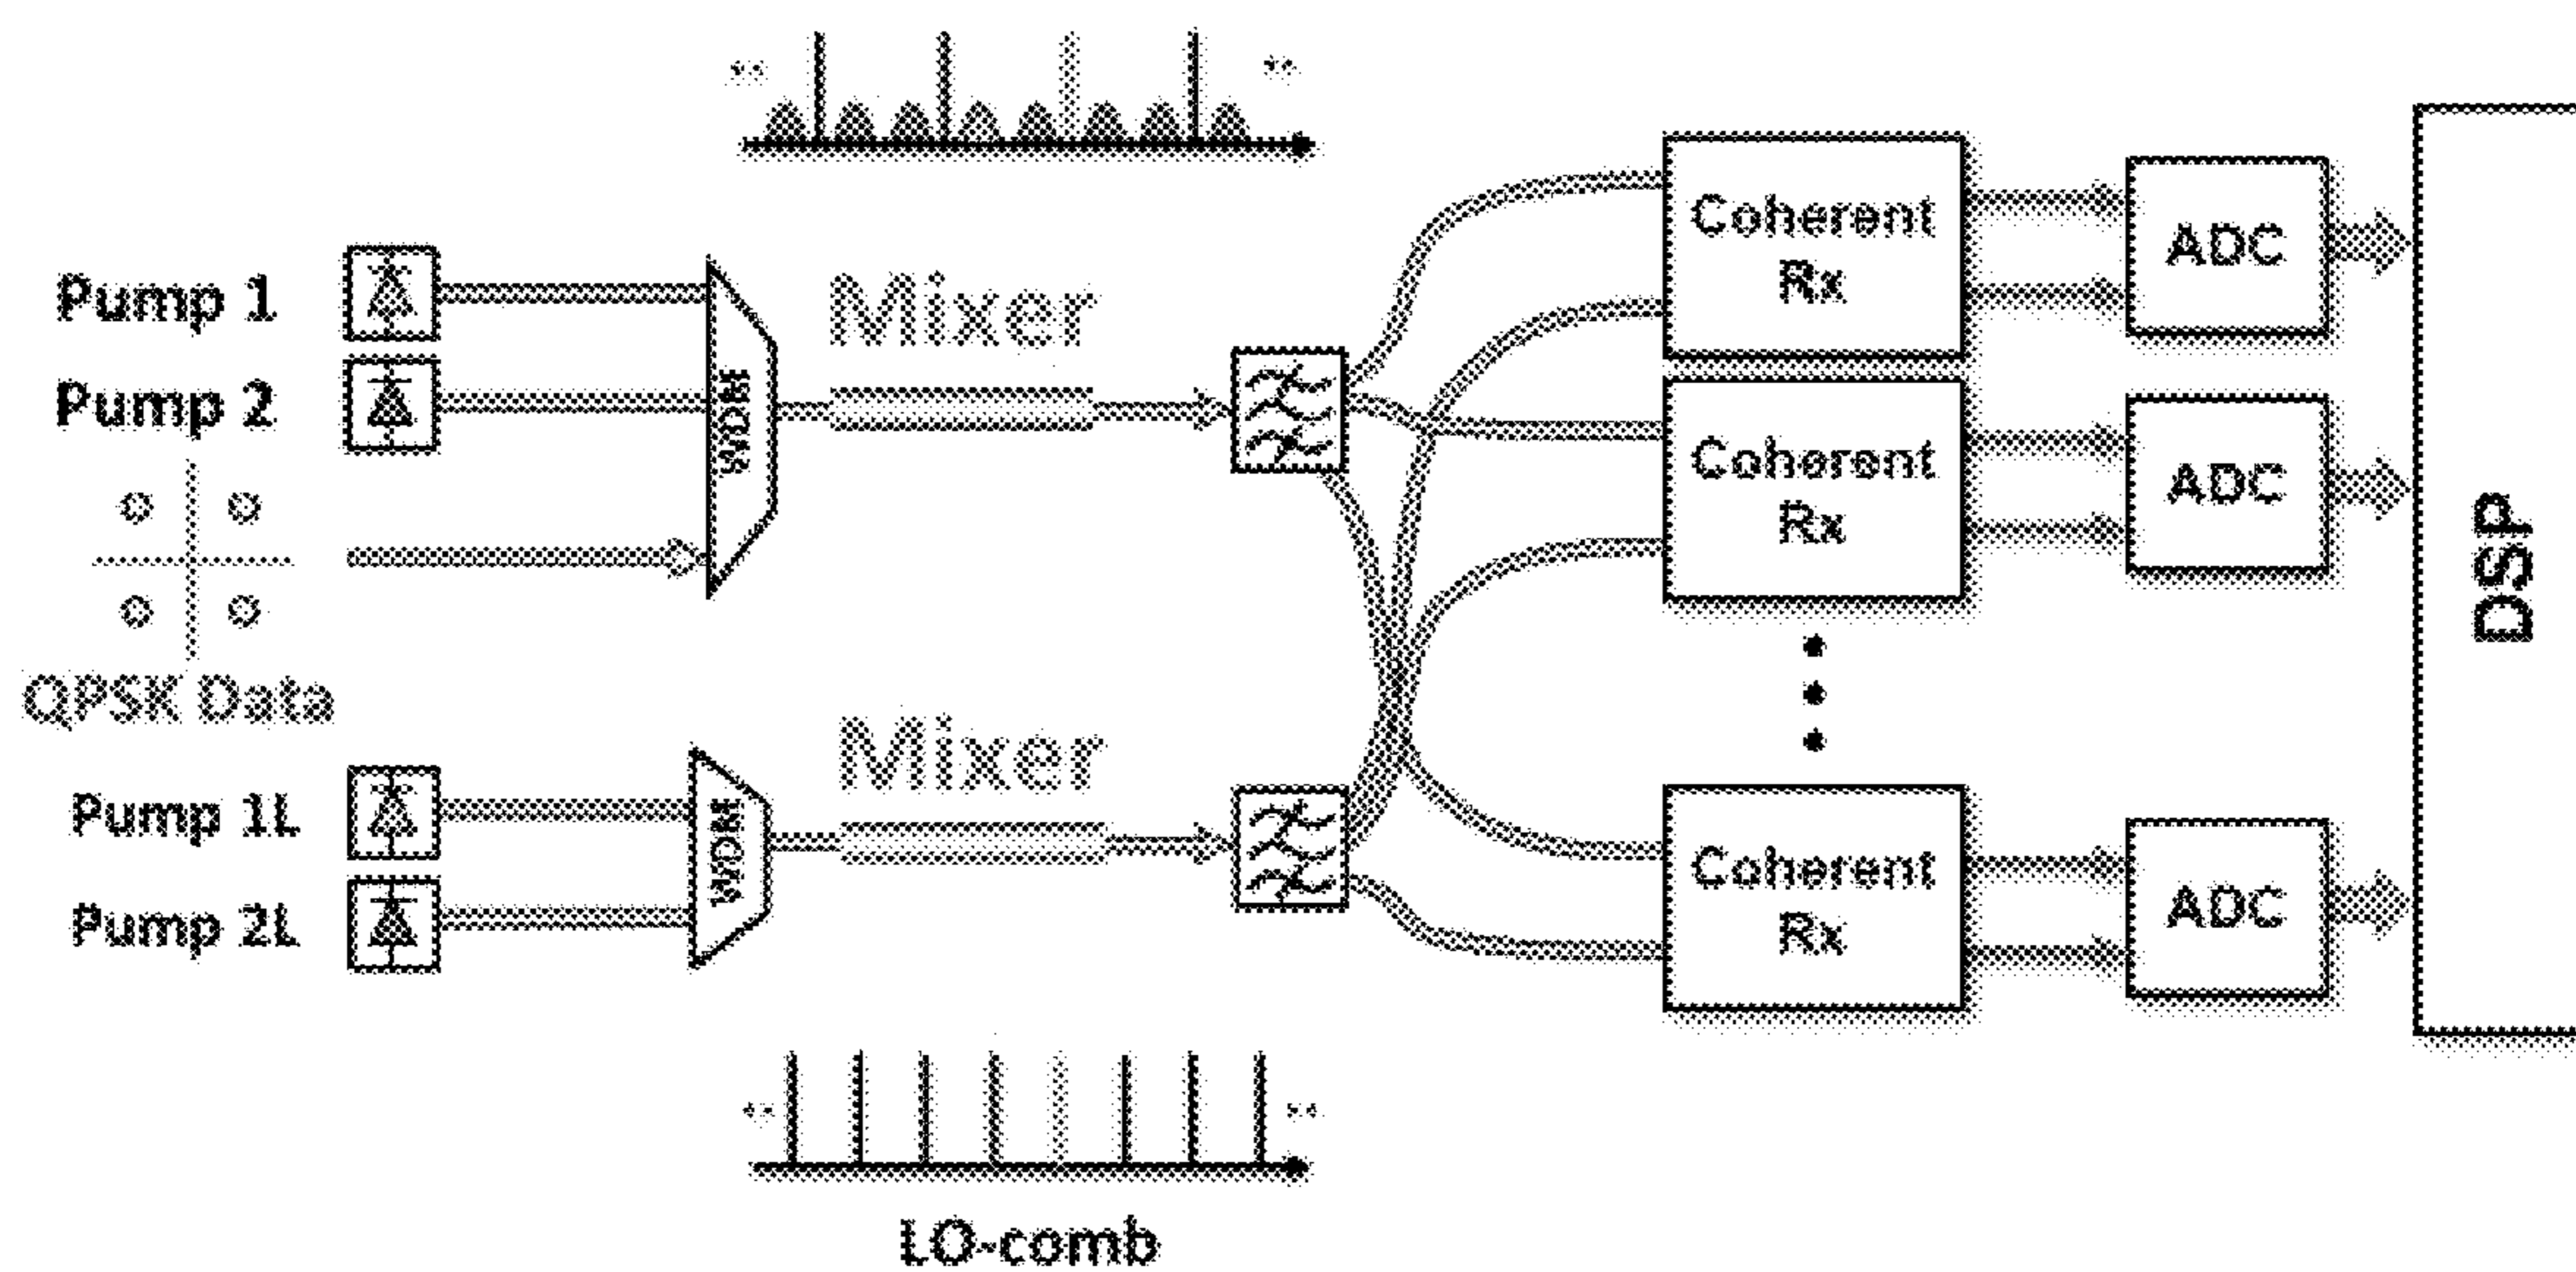 Pump 1
Pump 2
QPSK Data
Pump 1L
Pump 2L
WDM
WDM
Mixer
Mixer
LO-comb
Coherent
Rx
Coherent
Rx
Coherent
Rx
ADC
ADC
ADC
DSP